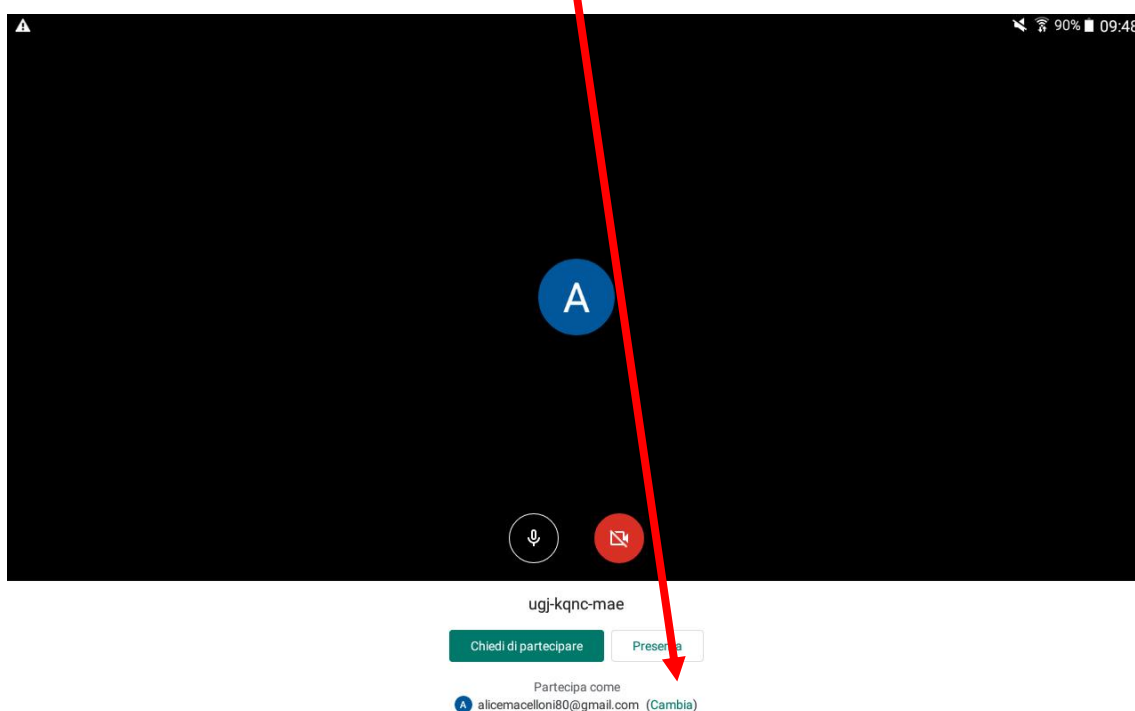 90% 09:48
A
ugj-kqnc-mae
Chiedi di partecipare Presenta
Partecipa come
A alicemacelloni80@gmail.com (Cambia)